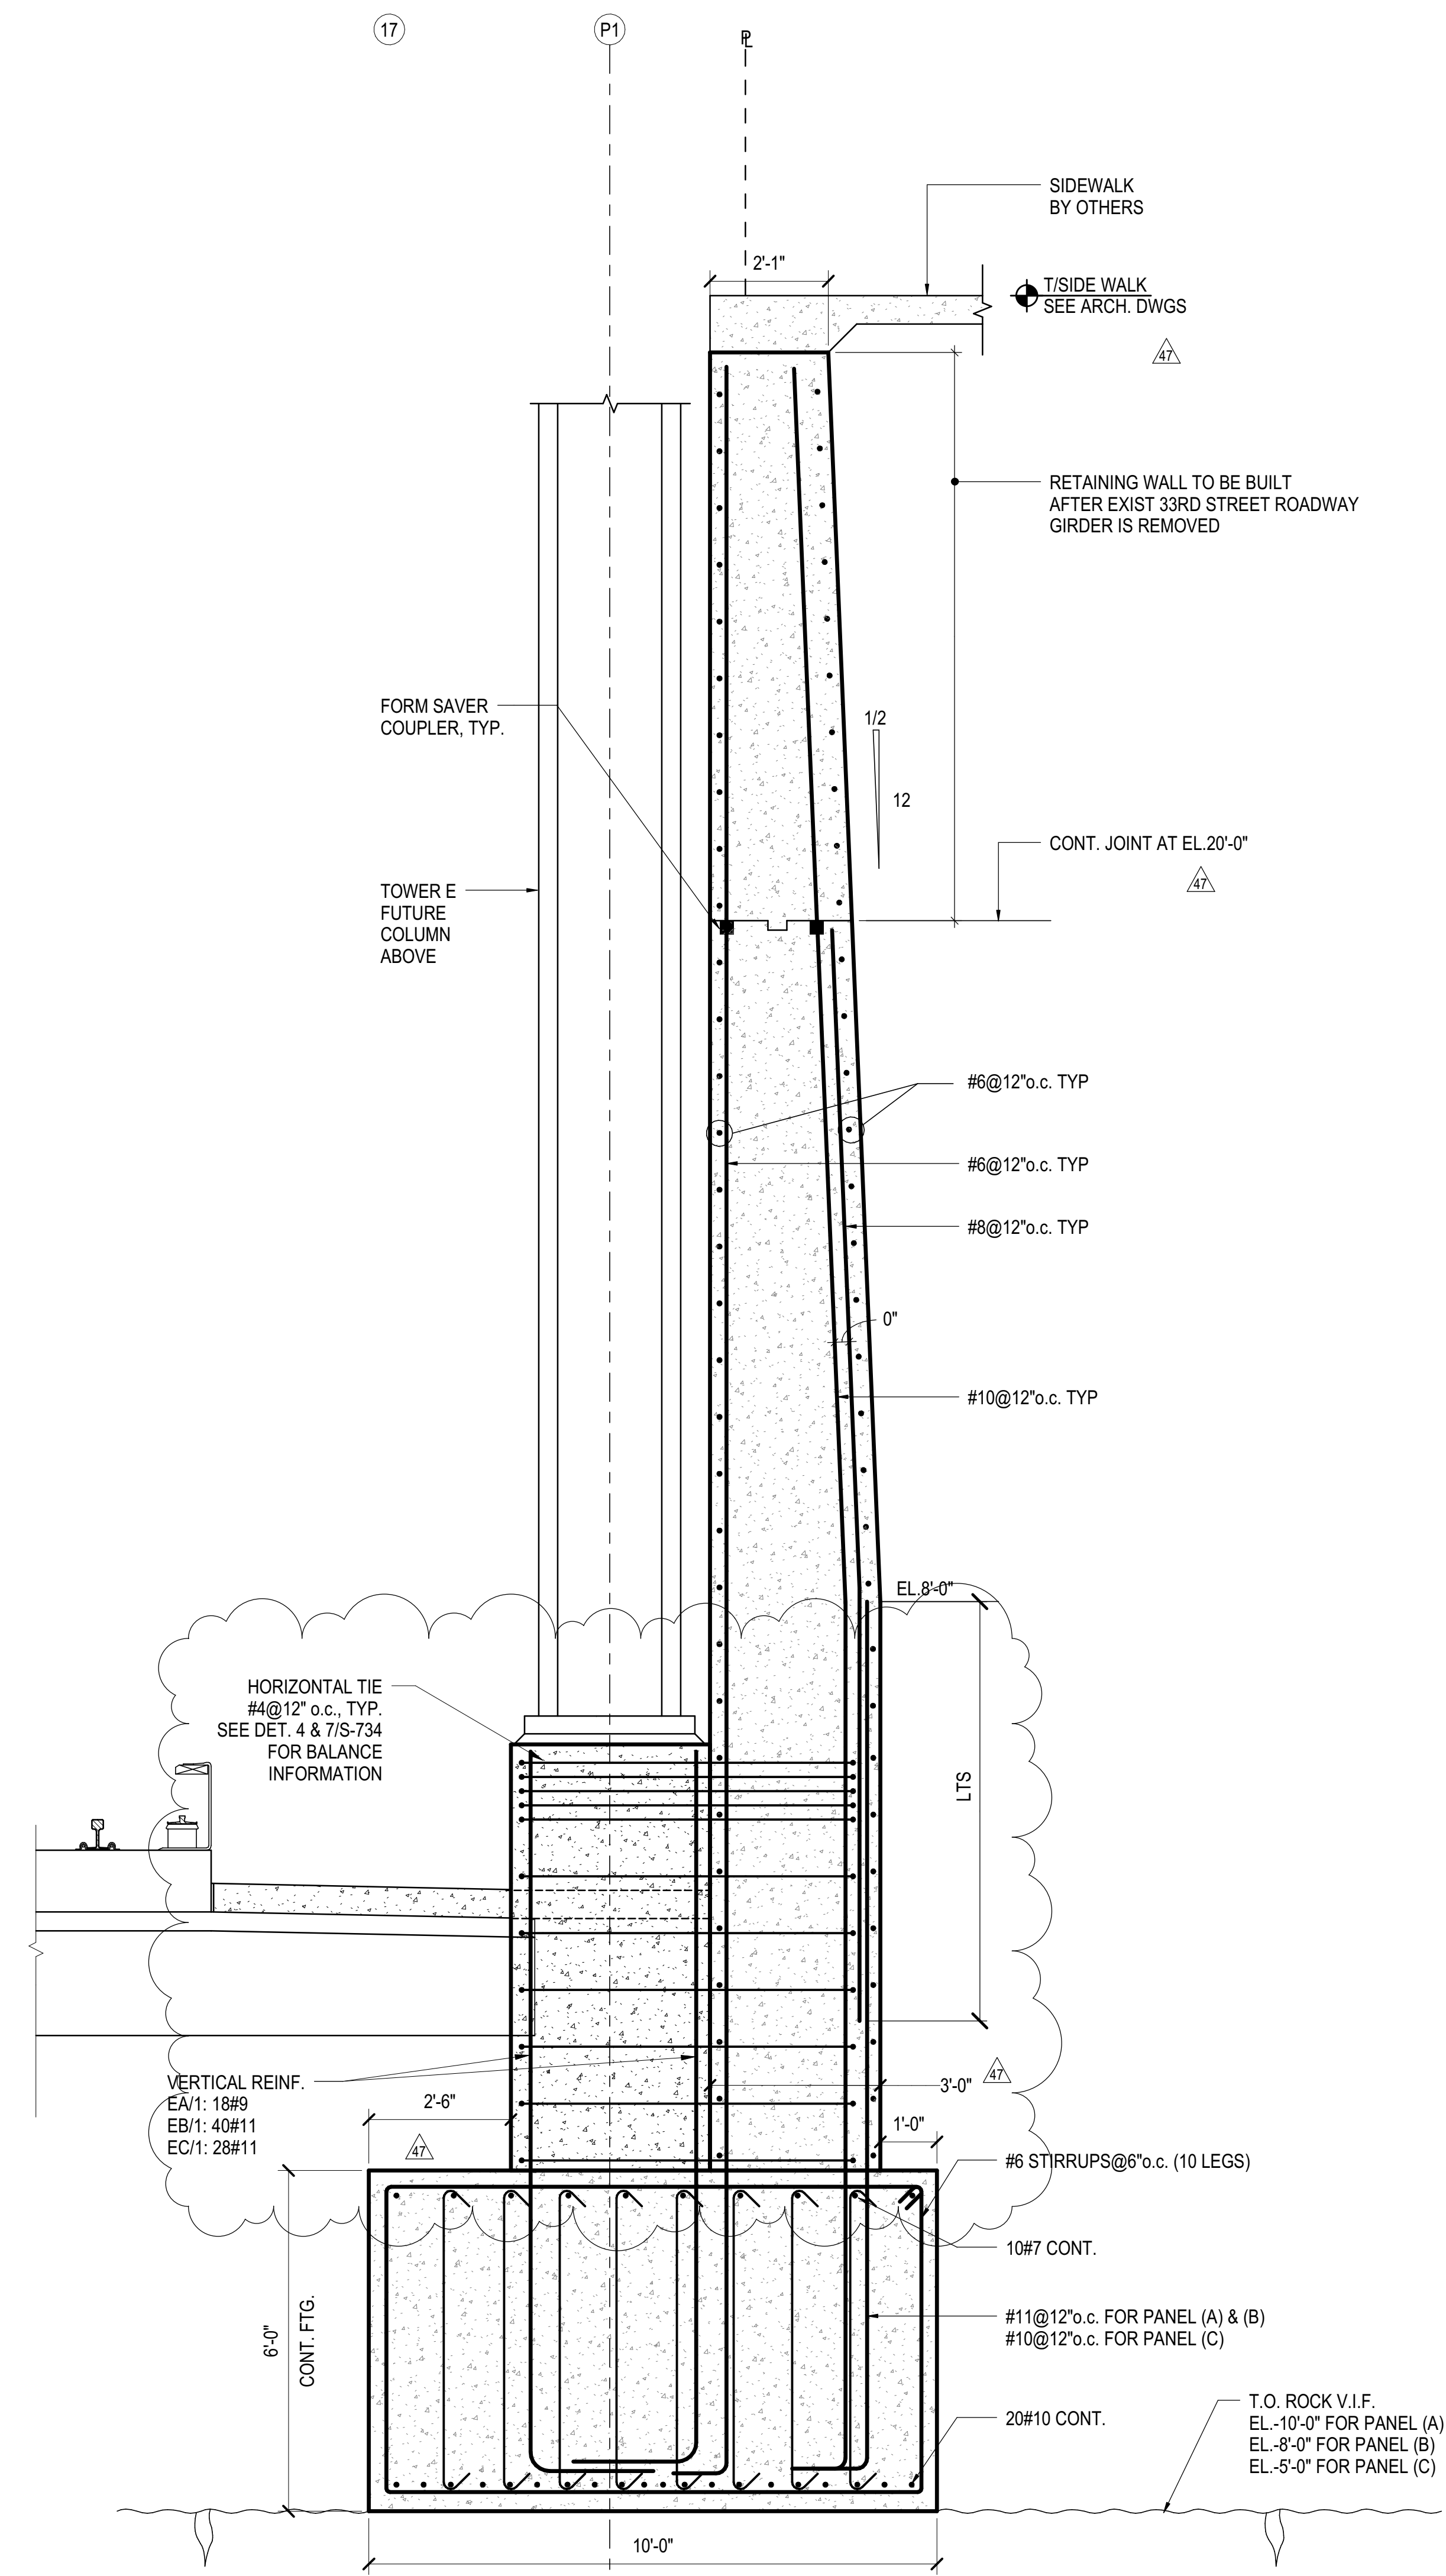 17
P1
PL
SIDEWALK
BY OTHERS
2'-1"
T/SIDE WALK
SEE ARCH. DWGS
47
RETAINING WALL TO BE BUILT
AFTER EXIST 33RD STREET ROADWAY
GIRDER IS REMOVED
FORM SAVER
COUPLER, TYP.
1/2
12
CONT. JOINT AT EL.20'-0"
47
TOWER E
FUTURE
COLUMN
ABOVE
#6@12"o.c. TYP
#6@12"o.c. TYP
#8@12"o.c. TYP
0"
#10@12"o.c. TYP
EL.8'-0"
HORIZONTAL TIE
#4@12" o.c., TYP.
SEE DET. 4 & 7/S-734
FOR BALANCE
INFORMATION
LTS
VERTICAL REINF.
EA/1: 18#9
EB/1: 40#11
EC/1: 28#11
2'-6"
47
3'-0"
47
1'-0"
#6 STIRRUPS@6"o.c. (10 LEGS)
10#7 CONT.
6'-0"
CONT. FTG.
#11@12"o.c. FOR PANEL (A) & (B)
#10@12"o.c. FOR PANEL (C)
20#10 CONT.
T.O. ROCK V.I.F.
EL.-10'-0" FOR PANEL (A)
EL.-8'-0" FOR PANEL (B)
EL.-5'-0" FOR PANEL (C)
10'-0"